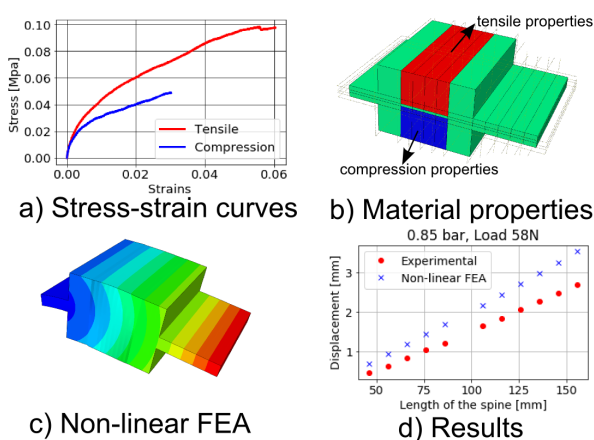 0.10
0.08
0.06
0.04
0.02
0.00
Stress [Mpa]
Tensile
Compression
0.00 0.02 0.04 0.06
Strains
a) Stress-strain curves
tensile properties
compression properties
b) Material properties
c) Non-linear FEA
0.85 bar, Load 58N
Experimental
Non-linear FEA
3
2
1
Displacement [mm]
50 75 100 125 150
Length of the spine [mm]
d) Results